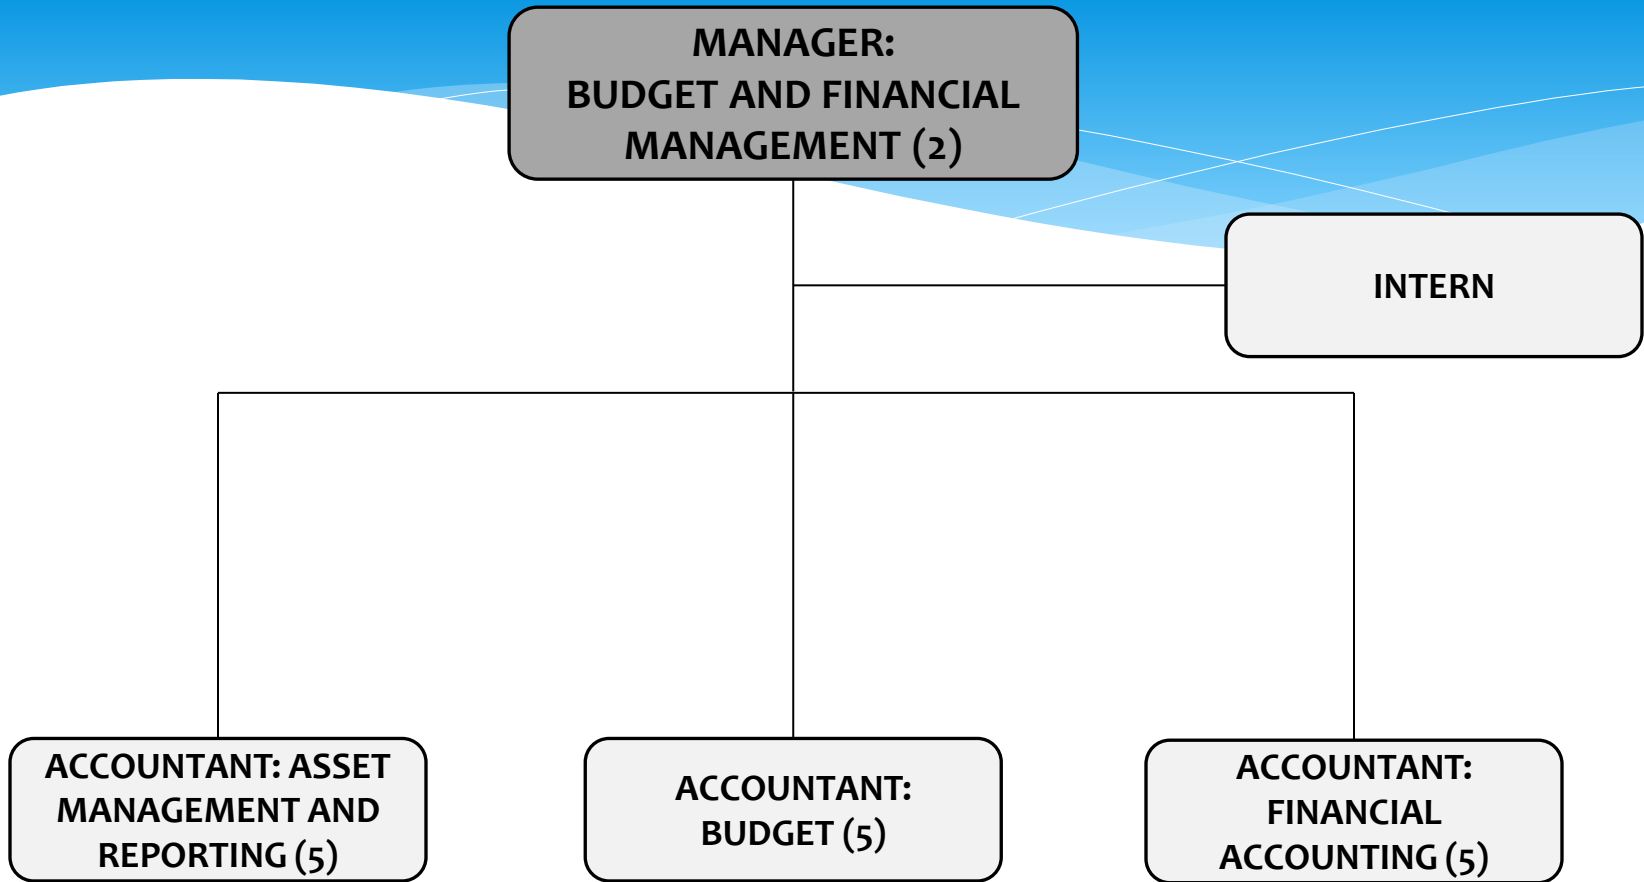 MANAGER:
BUDGET AND FINANCIAL
MANAGEMENT (2)
INTERN
ACCOUNTANT: ASSET
MANAGEMENT AND
REPORTING (5)
ACCOUNTANT:
BUDGET (5)
ACCOUNTANT:
FINANCIAL
ACCOUNTING (5)